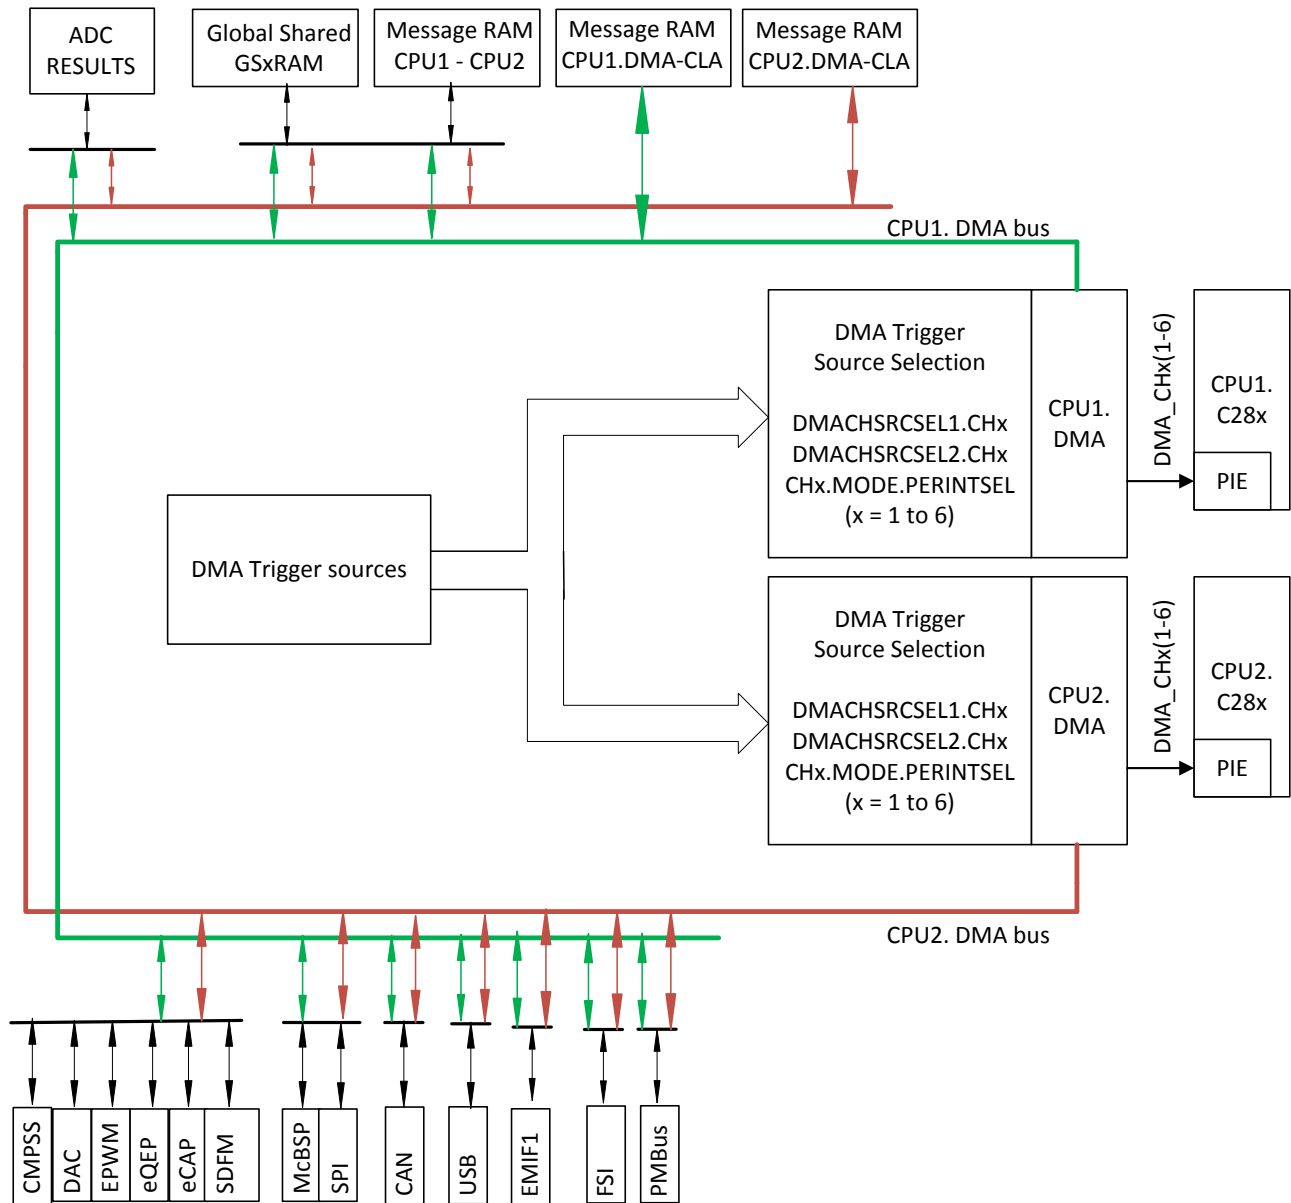 ADC
RESULTS
Global Shared
GSxRAM
Message RAM
CPU1 - CPU2
Message RAM
CPU1.DMA-CLA
Message RAM
CPU2.DMA-CLA
CPU1. DMA bus
DMA Trigger
Source Selection
DMACHSRCSEL1.CHx
DMACHSRCSEL2.CHx
CHx.MODE.PERINTSEL
(x = 1 to 6)
CPU1.
DMA
DMA_CHx(1-6)
CPU1.
C28x
PIE
DMA Trigger sources
DMA Trigger
Source Selection
DMACHSRCSEL1.CHx
DMACHSRCSEL2.CHx
CHx.MODE.PERINTSEL
(x = 1 to 6)
CPU2.
DMA
DMA_CHx(1-6)
CPU2.
C28x
PIE
CPU2. DMA bus
CMPSS
DAC
EPWM
eQEP
eCAP
SDFM
McBSP
SPI
CAN
USB
EMIF1
FSI
PMBus